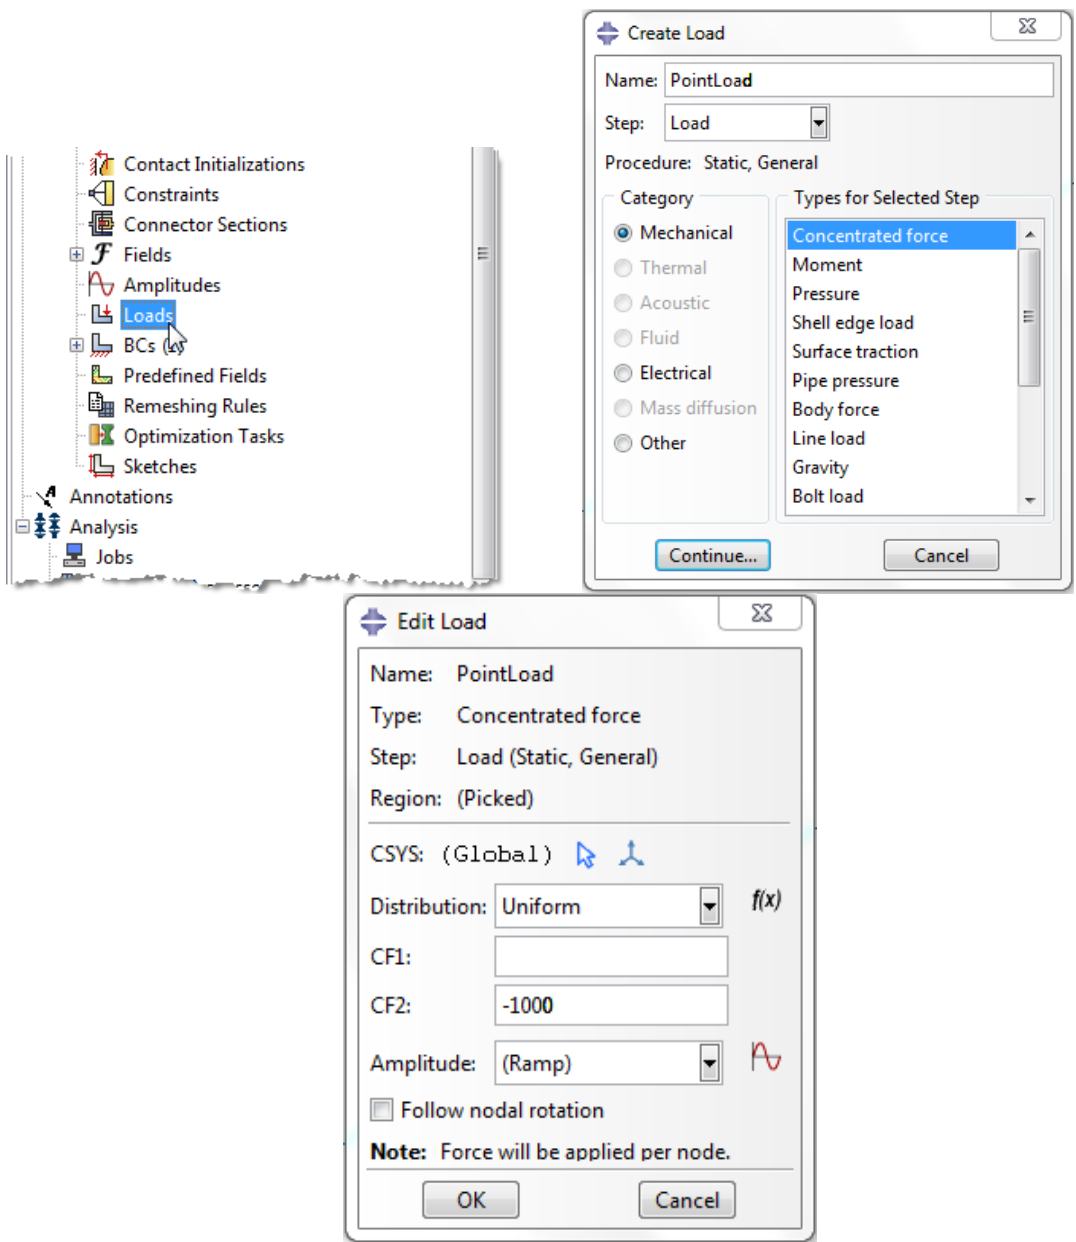 Contact Initializations
Constraints
Connector Sections
Fields
Amplitudes
Loads
BCs (
Predefined Fields
Remeshing Rules
Optimization Tasks
Sketches
Annotations
Analysis
Jobs
Create Load
Name: PointLoad
Step: Load
Procedure: Static, General
Category
Mechanical
Thermal
Acoustic
Fluid
Electrical
Mass diffusion
Other
Types for Selected Step
Concentrated force
Moment
Pressure
Shell edge load
Surface traction
Pipe pressure
Body force
Line load
Gravity
Bolt load
Continue... Cancel
Edit Load
Name: PointLoad
Type: Concentrated force
Step: Load (Static, General)
Region: (Picked)
CSYS: (Global)
Distribution: Uniform f(x)
CF1:
CF2: -1000
Amplitude: (Ramp)
Follow nodal rotation
Note: Force will be applied per node.
OK Cancel